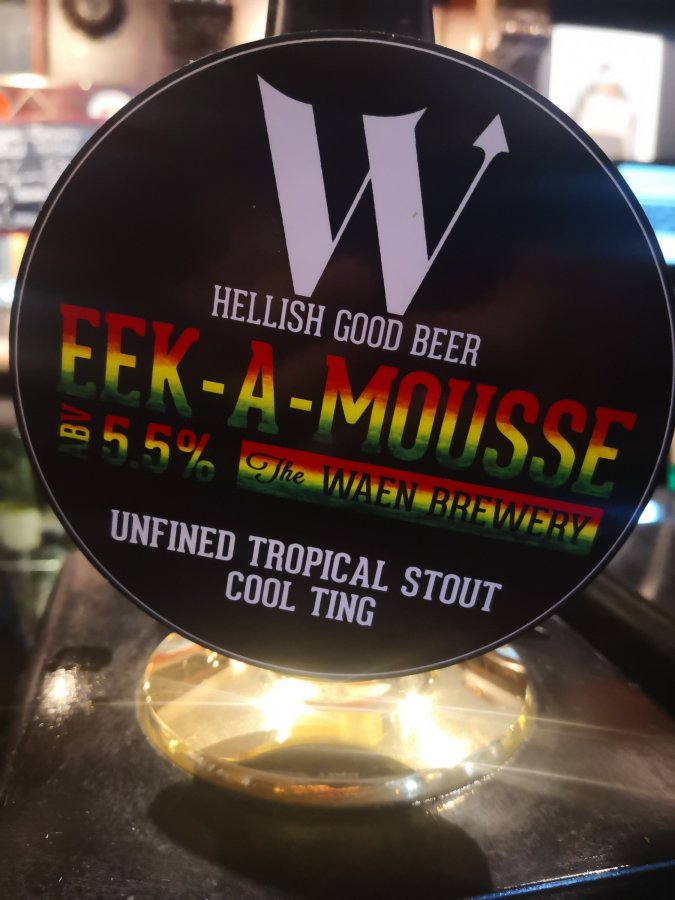 W
HELLISH GOOD BEER
EEK-A-MOUSSE
ABV 5.5% The WAEN BREWERY
UNFINED TROPICAL STOUT
COOL TING